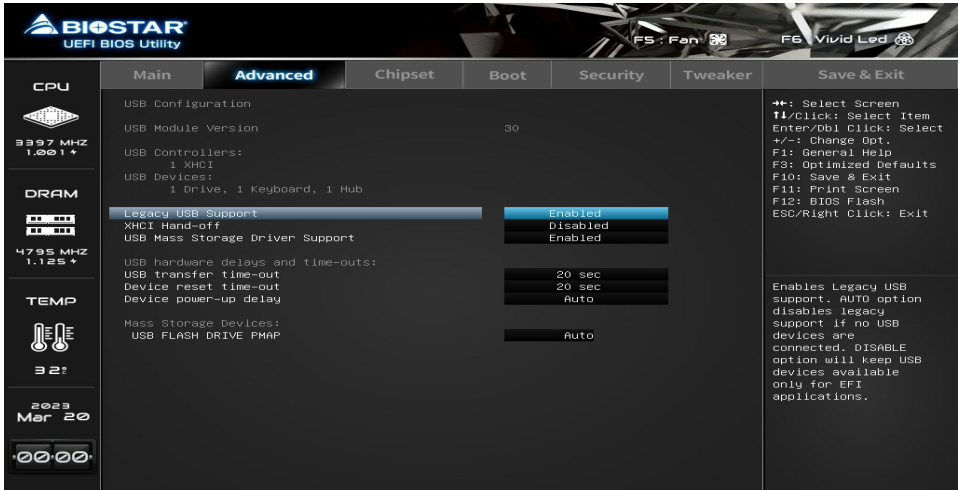 BIOSTAR®
UEFI BIOS Utility
F5 : Fan
F6 : Vivid Led
Main Advanced Chipset Boot Security Tweaker Save & Exit
CPU
3397 MHZ
1.001 +
DRAM
4795 MHZ
1.125 +
TEMP
32°
2023
Mar 20
00:00
USB Configuration
USB Module Version 30
USB Controllers:
1 XHCI
USB Devices:
1 Drive, 1 Keyboard, 1 Hub
Legacy USB Support Enabled
XHCI Hand-off Disabled
USB Mass Storage Driver Support Enabled
USB hardware delays and time-outs:
USB transfer time-out 20 sec
Device reset time-out 20 sec
Device power-up delay Auto
Mass Storage Devices:
USB FLASH DRIVE PMAP Auto
→←: Select Screen
↑↓/Click: Select Item
Enter/Dbl Click: Select
+/-: Change Opt.
F1: General Help
F3: Optimized Defaults
F10: Save & Exit
F11: Print Screen
F12: BIOS Flash
ESC/Right Click: Exit
Enables Legacy USB
support. AUTO option
disables legacy
support if no USB
devices are
connected. DISABLE
option will keep USB
devices available
only for EFI
applications.